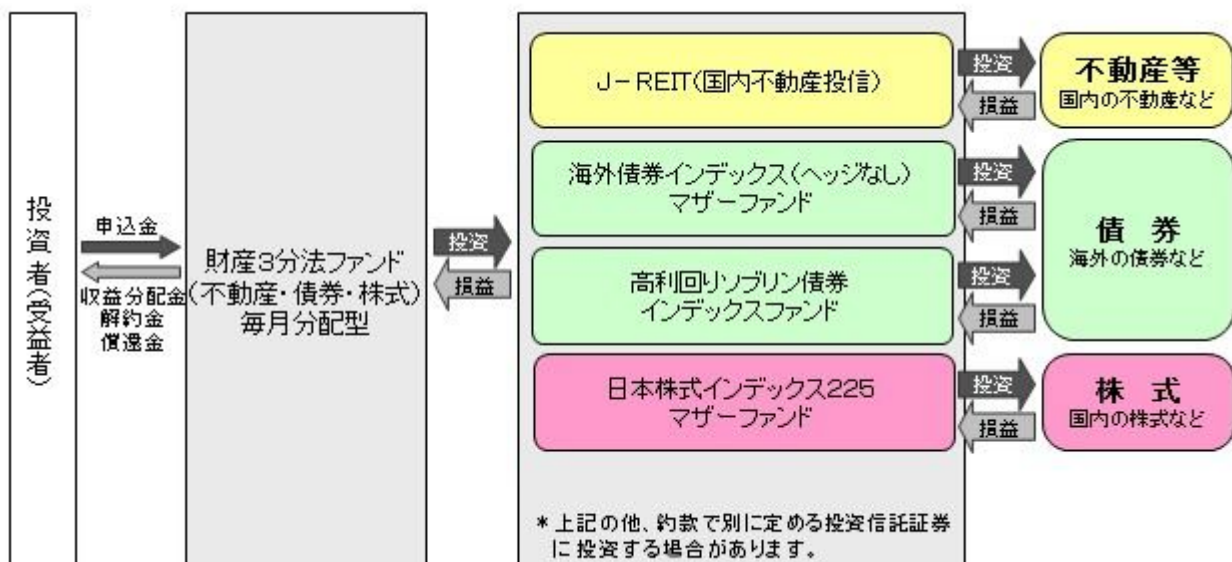 投資者(受益者)
申込金
収益分配金
解約金
償還金
財産3分法ファンド
(不動産・債券・株式)
毎月分配型
投資
損益
J-REIT(国内不動産投信)
投資
損益
不動産等
国内の不動産など
海外債券インデックス(ヘッジなし)
マザーファンド
投資
損益
高利回りソブリン債券
インデックスファンド
投資
損益
債 券
海外の債券など
日本株式インデックス225
マザーファンド
投資
損益
株 式
国内の株式など
*上記の他、約款で別に定める投資信託証券
に投資する場合があります。